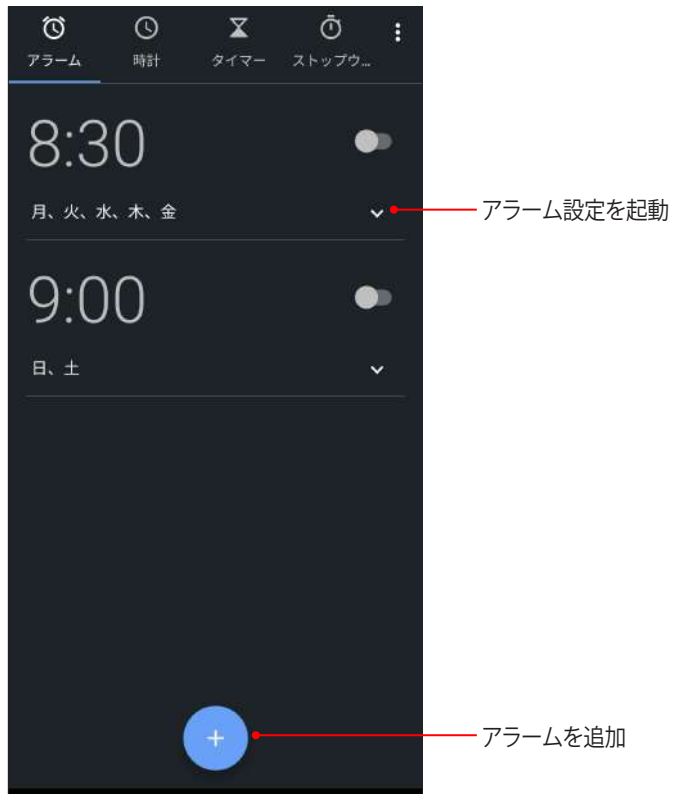 アラーム 時計 タイマー ストップウ...
8:30
月、火、水、木、金
アラーム設定を起動
9:00
日、土
アラームを追加